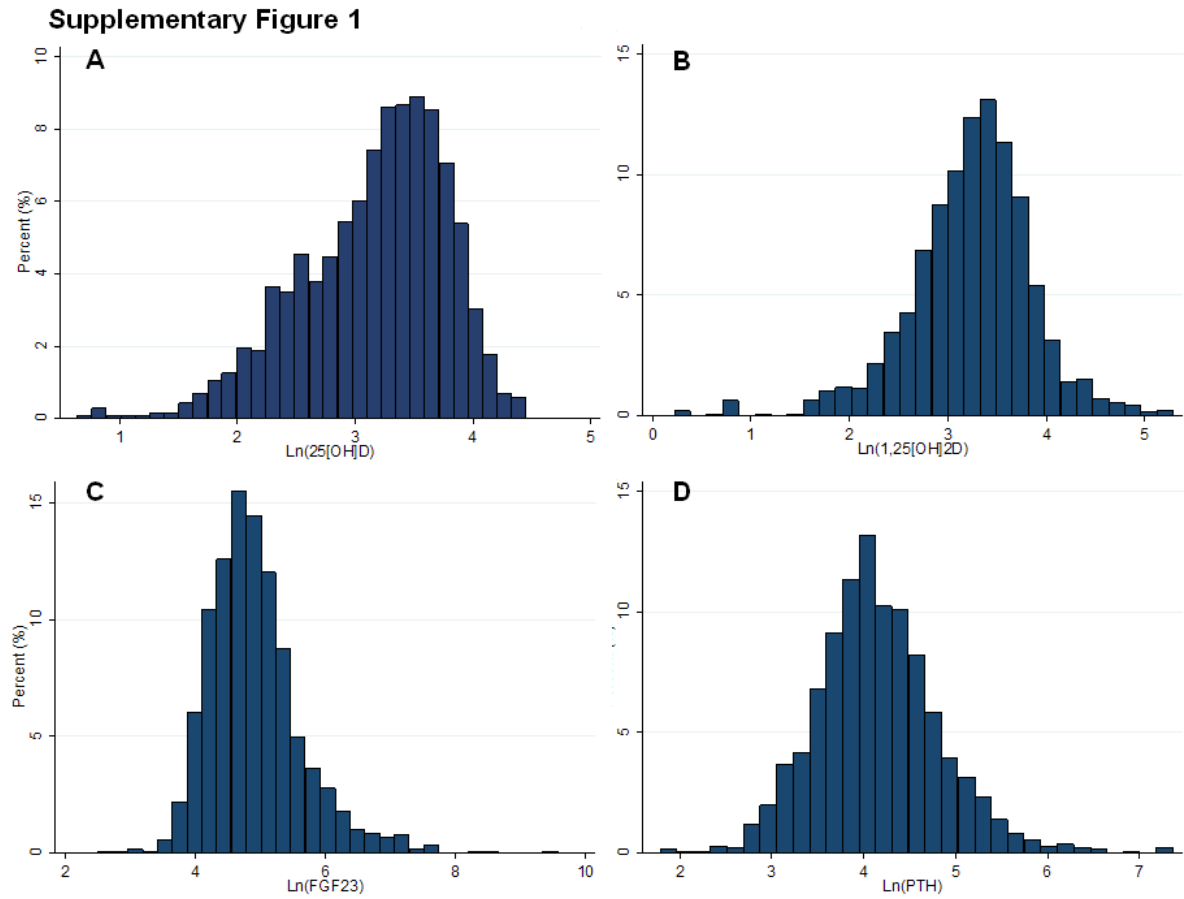 Supplementary Figure 1
A
Percent (%)
0 2 4 6 8 10
1 2 3 4 5
Ln(25[OH]D)
B
0 5 10 15
0 1 2 3 4 5
Ln(1,25[OH]2D)
C
Percent (%)
0 5 10 15
2 4 6 8 10
Ln(FGF23)
D
0 5 10 15
2 3 4 5 6 7
Ln(PTH)